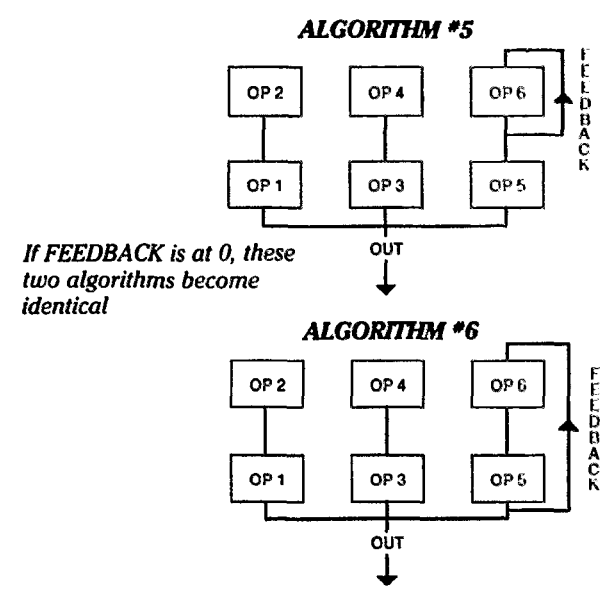 ALGORITHM #5
OP 2 OP 4 OP 6
FEEDBACK
OP 1 OP 3 OP 5
OUT
If FEEDBACK is at 0, these
two algorithms become
identical
ALGORITHM #6
OP 2 OP 4 OP 6
FEEDBACK
OP 1 OP 3 OP 5
OUT